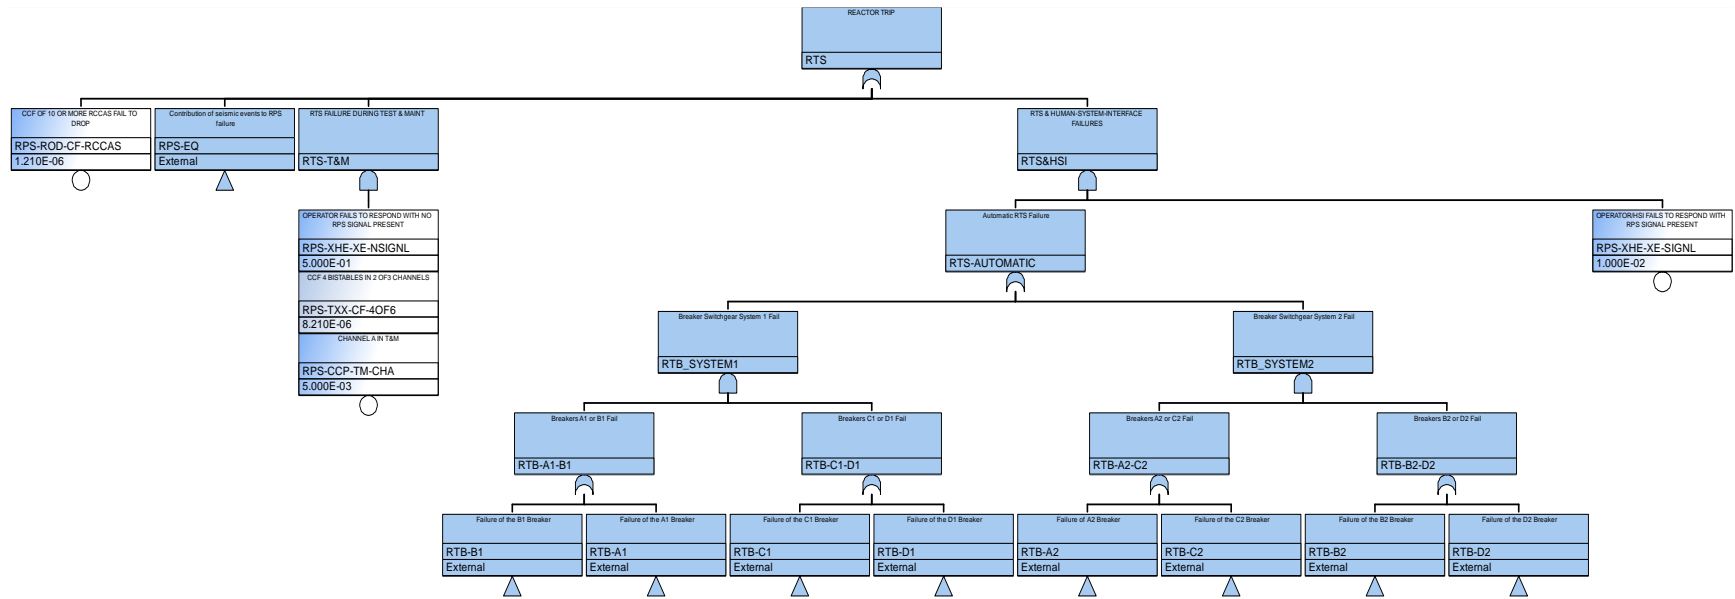 REACTOR TRIP
RTS
CCF OF 10 OR MORE RCCAS FAIL TO
DROP
RPS-ROD-CF-RCCAS
1.210E-06
Contribution of seismic events to RPS
failure
RPS-EQ
External
RTS FAILURE DURING TEST & MAINT
RTS-T&M
RTS & HUMAN-SYSTEM-INTERFACE
FAILURES
RTS&HSI
OPERATOR FAILS TO RESPOND WITH NO
RPS SIGNAL PRESENT
RPS-XHE-XE-NSIGNL
5.000E-01
CCF 4 BISTABLES IN 2 OF3 CHANNELS
RPS-TXX-CF-4OF6
8.210E-06
CHANNEL A IN T&M
RPS-CCP-TM-CHA
5.000E-03
Automatic RTS Failure
RTS-AUTOMATIC
OPERATOR/HSI FAILS TO RESPOND WITH
RPS SIGNAL PRESENT
RPS-XHE-XE-SIGNL
1.000E-02
Breaker Switchgear System 1 Fail
RTB_SYSTEM1
Breaker Switchgear System 2 Fail
RTB_SYSTEM2
Breakers A1 or B1 Fail
RTB-A1-B1
Breakers C1 or D1 Fail
RTB-C1-D1
Breakers A2 or C2 Fail
RTB-A2-C2
Breakers B2 or D2 Fail
RTB-B2-D2
Failure of the B1 Breaker
RTB-B1
External
Failure of the A1 Breaker
RTB-A1
External
Failure of the C1 Breaker
RTB-C1
External
Failure of the D1 Breaker
RTB-D1
External
Failure of A2 Breaker
RTB-A2
External
Failure of the C2 Breaker
RTB-C2
External
Failure of the B2 Breaker
RTB-B2
External
Failure of the D2 Breaker
RTB-D2
External